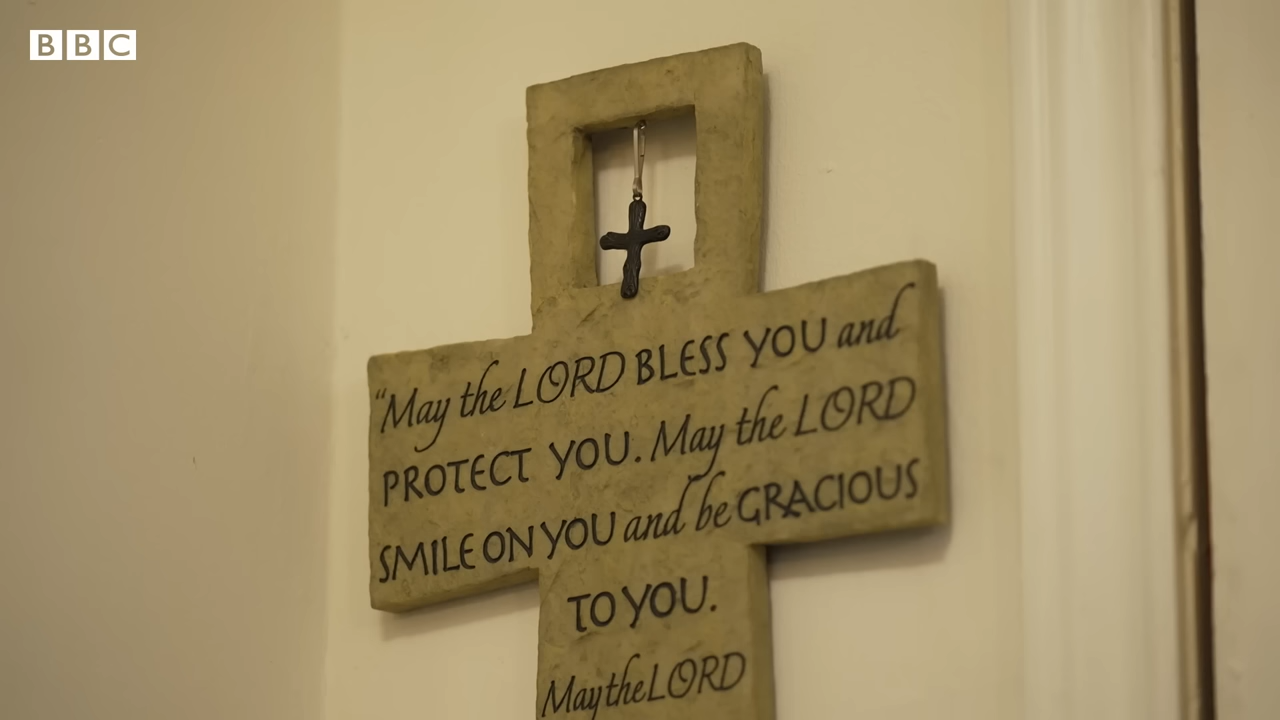 BBC
“May the LORD BLESS YOU and
PROTECT YOU. May the LORD
SMILE ON YOU and be GRACIOUS
TO YOU.
May the LORD